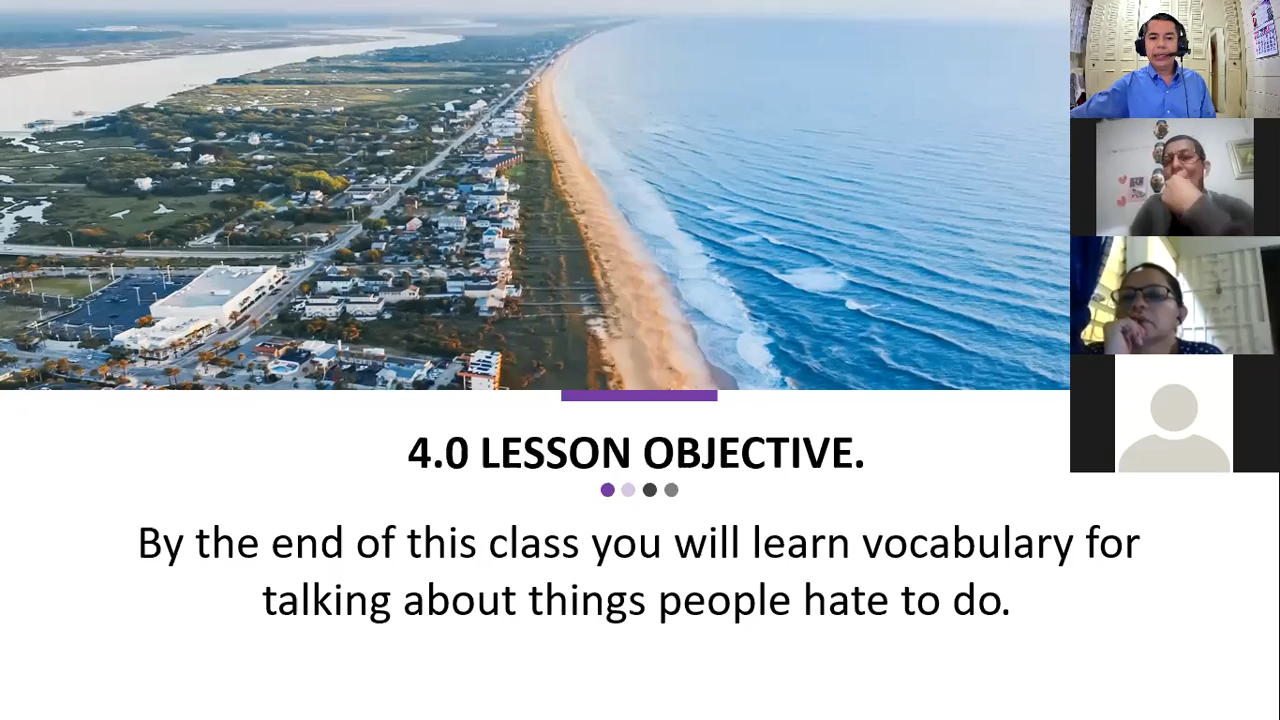 4.0 LESSON OBJECTIVE.
By the end of this class you will learn vocabulary for
talking about things people hate to do.